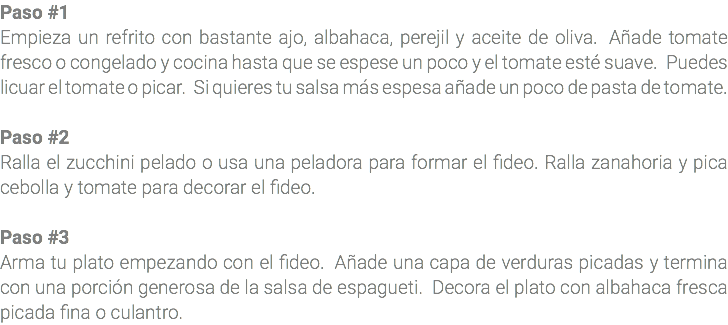 Paso #1
Empieza un refrito con bastante ajo, albahaca, perejil y aceite de oliva. Añade tomate
fresco o congelado y cocina hasta que se espese un poco y el tomate esté suave. Puedes
licuar el tomate o picar. Si quieres tu salsa más espesa añade un poco de pasta de tomate.
Paso #2
Ralla el zucchini pelado o usa una peladora para formar el fideo. Ralla zanahoria y pica
cebolla y tomate para decorar el fideo.
Paso #3
Arma tu plato empezando con el fideo. Añade una capa de verduras picadas y termina
con una porción generosa de la salsa de espagueti. Decora el plato con albahaca fresca
picada fina o culantro.